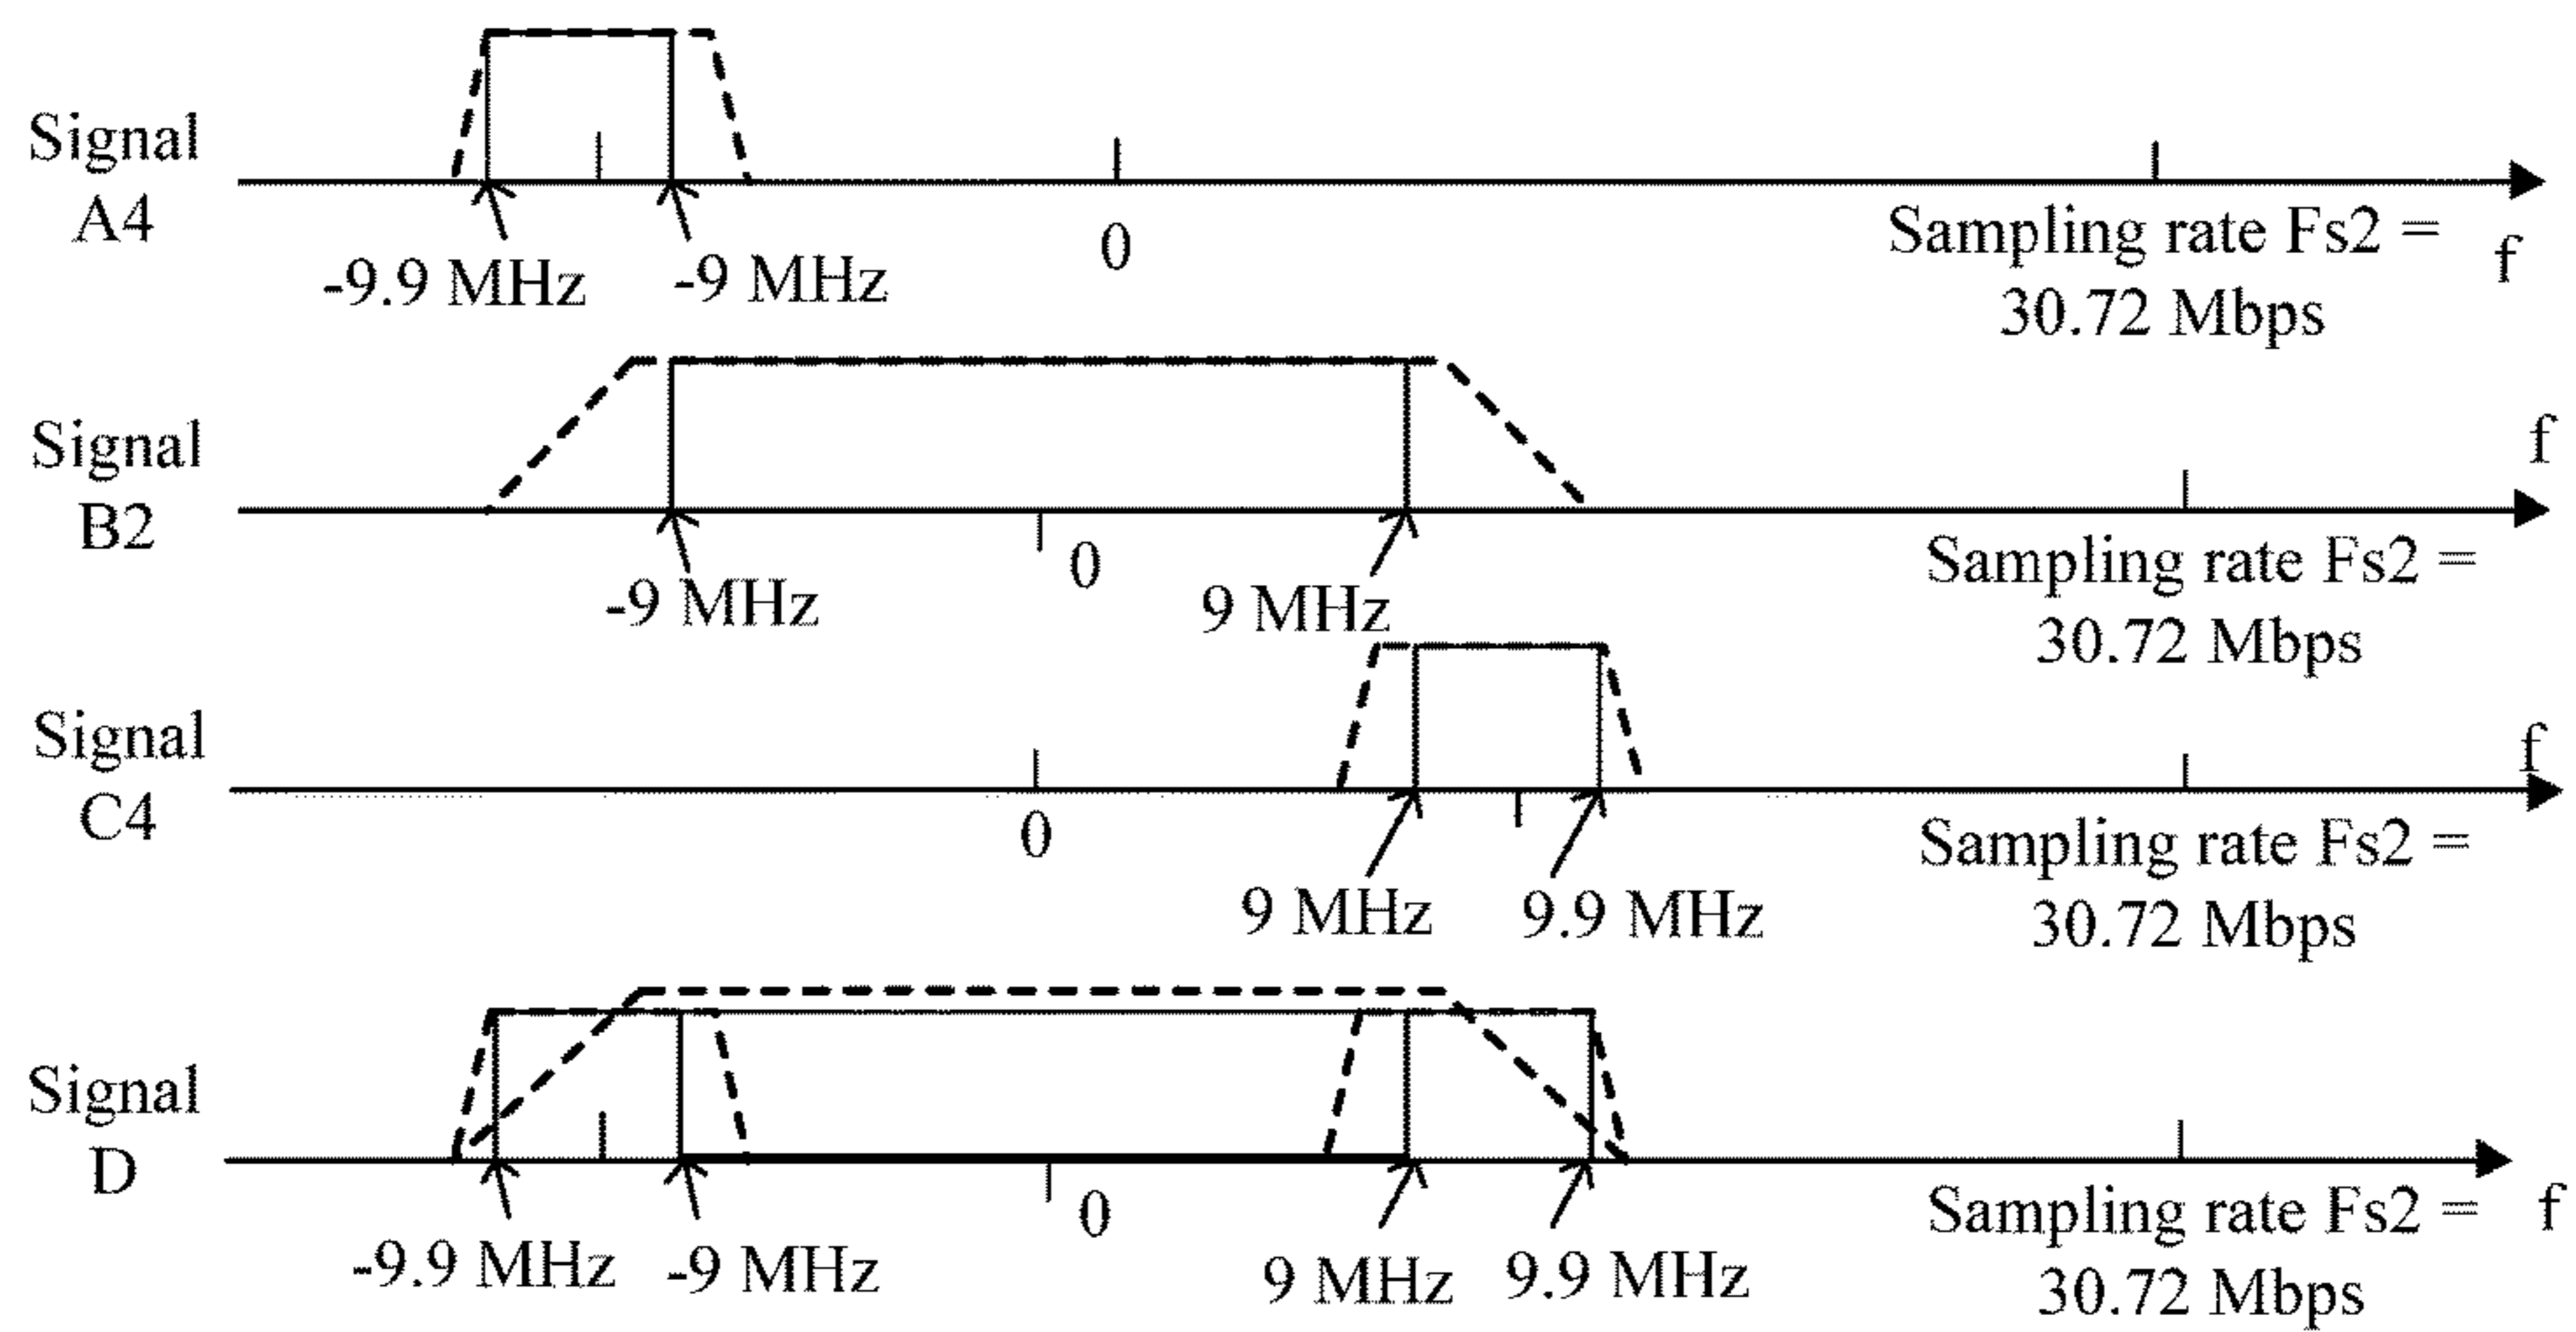 Signal
A4
-9.9 MHz
-9 MHz
0
Sampling rate Fs2 =
30.72 Mbps
f
Signal
B2
-9 MHz
0
9 MHz
f
Sampling rate Fs2 =
30.72 Mbps
Signal
C4
0
9 MHz
9.9 MHz
f
Sampling rate Fs2 =
30.72 Mbps
Signal
D
-9.9 MHz
-9 MHz
0
9 MHz
9.9 MHz
Sampling rate Fs2 =
30.72 Mbps
f